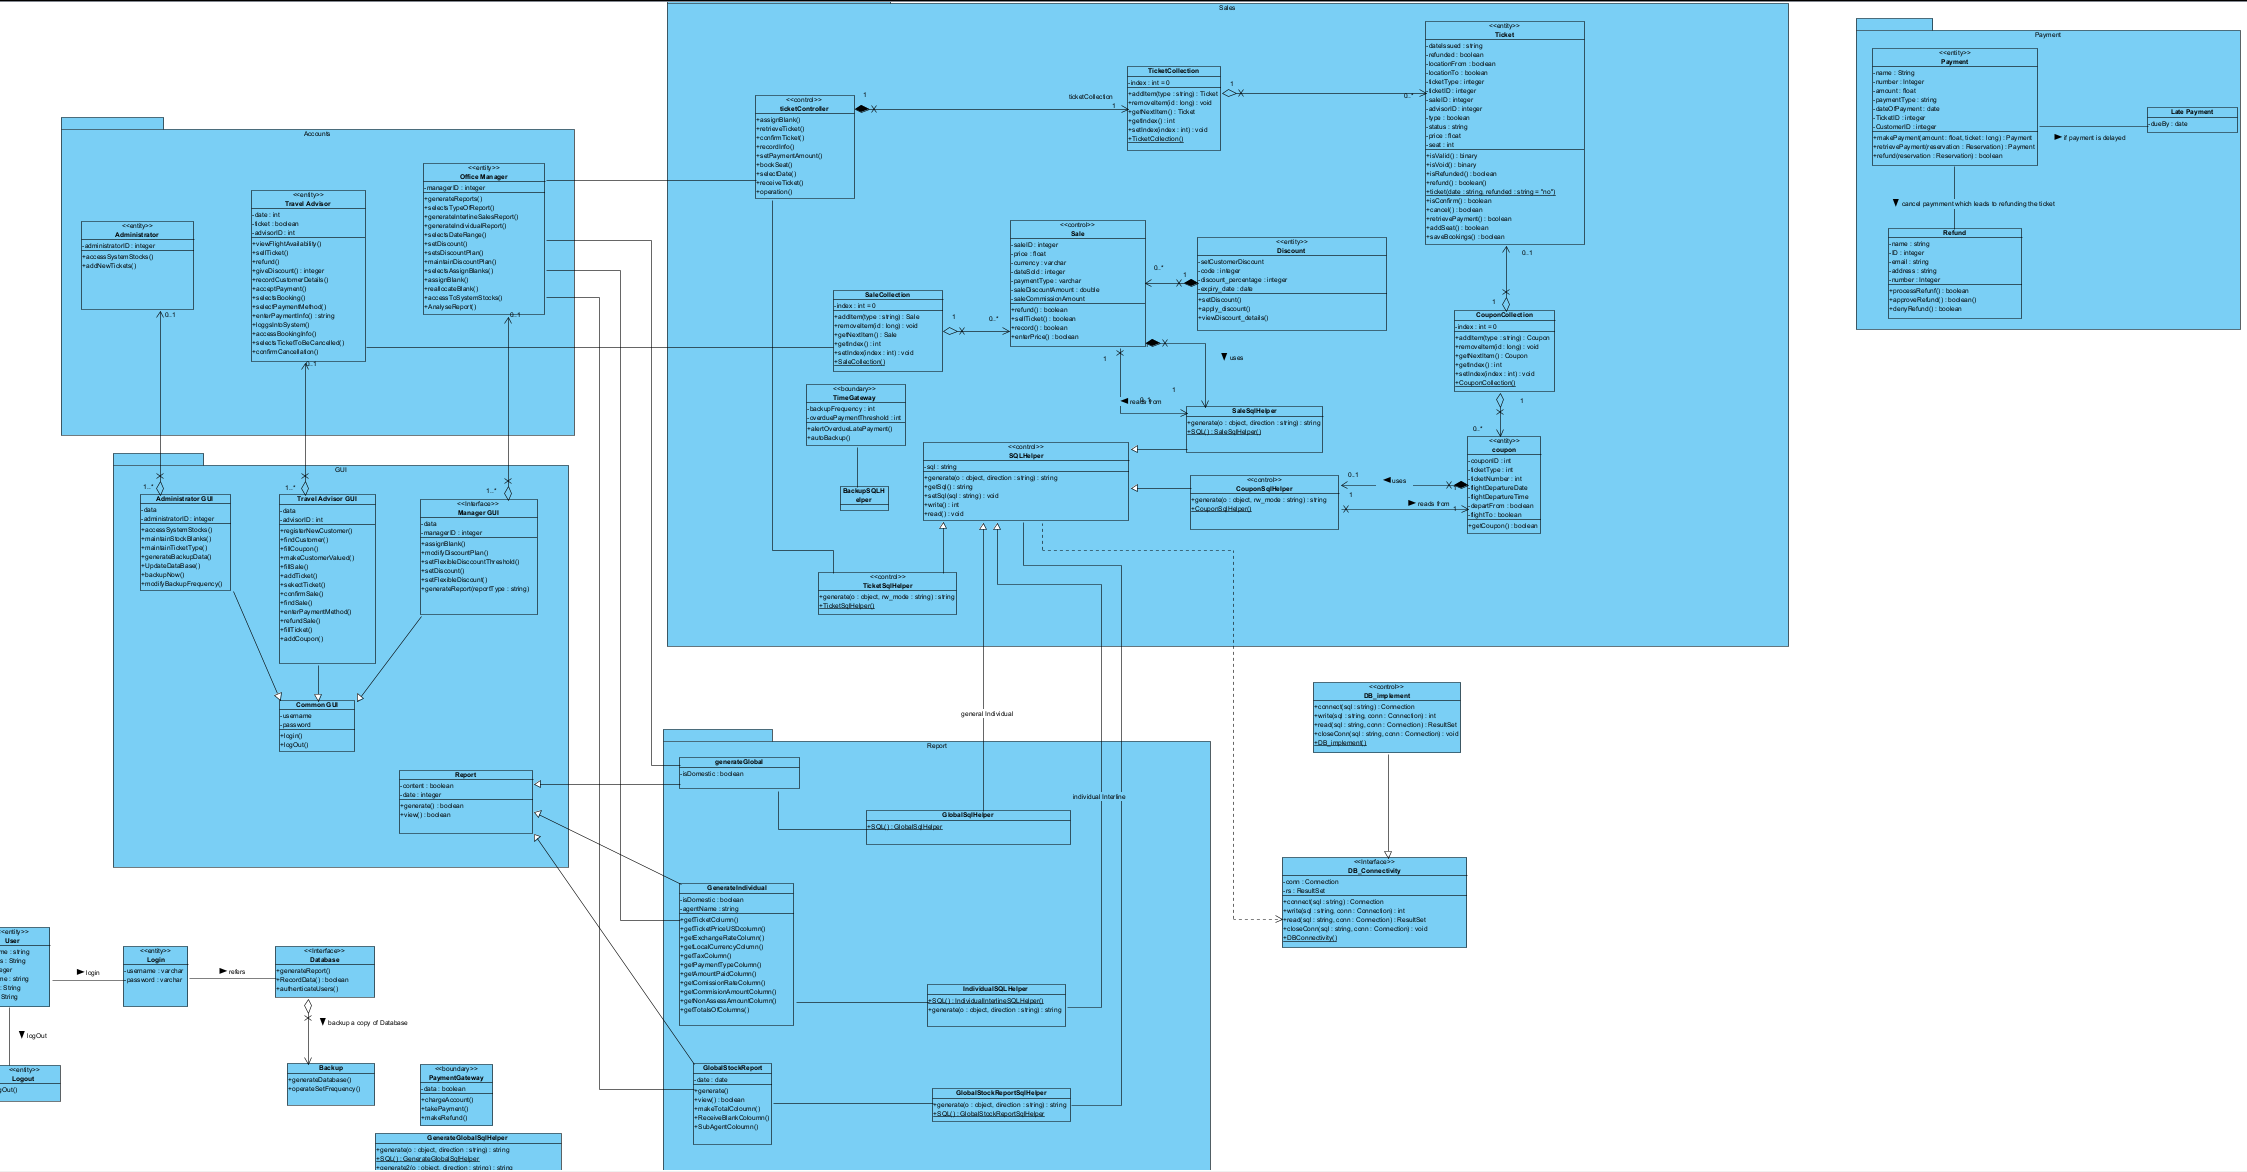 Sales
<<entity>>
Ticket
-dateIssued : string
-refunded : boolean
-locationFrom : boolean
-locationTo : boolean
-ticketType : integer
-ticketID : integer
-saleID : integer
-advisorID : integer
-type : boolean
-status : string
-price : float
-seat : int
+isValid() : binary
+isVoid() : binary
+isRefunded() : boolean
+refund() : boolean()
+ticket(date : string, refunded : string = "no")
+isConfirm() : boolean
+cancel() : boolean
+retrievePayment() : boolean
+addSeat() : boolean
+saveBookings() : boolean
Payment
<<entity>>
Payment
-name : String
-number : Integer
-amount : float
-paymentType : string
-dateOfPayment : date
-TicketID : integer
-CustomerID : integer
+makePayment(amount : float, ticket : long) : Payment
+retrievePayment(reservation : Reservation) : Payment
+refund(reservation : Reservation) : boolean
Late Payment
-dueBy : date
if payment is delayed
cancel paymment which leads to refunding the ticket
Refund
-name : string
-ID : integer
-email : string
-address : string
-number : Integer
+processRefunf() : boolean
+approveRefund() : boolean()
+denyRefund() : boolean
TicketCollection
-index : int = 0
+addItem(type : string) : Ticket
+removeItem(id : long) : void
+getNextItem() : Ticket
+getIndex() : int
+setIndex(index : int) : void
+TicketCollection()
1
0..*
ticketCollection
1
1
<<control>>
ticketController
+assignBlank()
+retrieveTicket()
+confirmTicket()
+recordInfo()
+setPaymentAmount()
+bookSeat()
+selectDate()
+receiveTicket()
+operation()
Accounts
<<entity>>
Office Manager
-managerID : integer
+generateReports()
+selectsTypeOfReport()
+generateInterlineSalesReport()
+generateIndividualReport()
+selectsDateRange()
+setDiscount()
+setsDiscountPlan()
+maintainDiscountPlan()
+selectsAssignBlanks()
+assignBlank()
+reallocateBlank()
+accessToSystemStocks()
+AnalyseReport()
0..1
<<entity>>
Travel Advisor
-date : int
-ticket : boolean
-advisorID : int
+viewFlightAvailability()
+sellTicket()
+refund()
+giveDiscount() : integer
+recordCustomerDetails()
+acceptPayment()
+selectsBooking()
+selectPaymentMethod()
+enterPaymentInfo() : string
+loggsIntoSystem()
+accessBookingInfo()
+selectsTicketToBeCancelled()
+confirmCancellation()
0..1
<<entity>>
Administrator
-administratorID : integer
+accessSystemStocks()
+addNewTickets()
0..1
<<control>>
Sale
-saleID : integer
-price : float
-currency : varchar
-dateSold : integer
-paymentType : varchar
-saleDiscountAmount : double
-saleCommissionAmount
+refund() : boolean
+sellTicket() : boolean
+record() : boolean
+enterPrice() : boolean
<<entity>>
Discount
-setCustomerDiscount
-code : integer
-discount_percentage : integer
-expiry_date : date
+setDiscount()
+apply_discount()
+viewDiscount_details()
0..*
1
SaleCollection
-index : int = 0
+addItem(type : string) : Sale
+removeItem(id : long) : void
+getNextItem() : Sale
+getIndex() : int
+setIndex(index : int) : void
+SaleCollection()
0..*
uses
1
1
reads from
0..1
0..1
1
CouponCollection
-index : int = 0
+addItem(type : string) : Coupon
+removeItem(id : long) : void
+getNextItem() : Coupon
+getIndex() : int
+setIndex(index : int) : void
+CouponCollection()
1
0..*
<<boundary>>
TimeGateway
-backupFrequency : int
-overduePaymentThreshold : int
+alertOverdueLatePayment()
+autoBackup()
BackupSQLH
elper
SaleSqlHelper
+generate(o : object, direction : string) : string
+SQL() : SaleSqlHelper()
<<control>>
SQLHelper
-sql : string
+generate(o : object, direction : string) : string
+getSql() : string
+setSql(sql : string) : void
+write() : int
+read() : void
<<control>>
CouponSqlHelper
+generate(o : object, rw_mode : string) : string
+CouponSqlHelper()
0..1
uses
1
reads from
1
<<entity>>
coupon
-couponID : int
-ticketType : int
-ticketNumber : int
-flightDepartureDate
-flightDepartureTime
-departFrom : boolean
-flightTo : boolean
+getCoupon() : boolean
<<control>>
TicketSqlHelper
+generate(o : object, rw_mode : string) : string
+TicketSqlHelper()
GUI
1..*
Administrator GUI
-data
-administratorID : integer
+accessSystemStocks()
+maintainStockBlanks()
+maintainTicketType()
+generateBackupData()
+UpdateDataBase()
+backupNow()
+modifyBackupFrequency()
1..*
Travel Advisor GUI
-data
-advisorID : int
+registerNewCustomer()
+findCustomer()
+fillCoupon()
+makeCustomerValued()
+fillSale()
+addTicket()
+sekectTicket()
+confirmSale()
+findSale()
+enterPaymentMethod()
+refundSale()
+fillTicket()
+addCoupon()
1..*
<<Interface>>
Manager GUI
-data
-managerID : integer
+assignBlank()
+modifyDiscountPlan()
+setFlexibleDisccountThreshold()
+setDiscount()
+setFlexibleDiscount()
+generateReport(reportType : string)
Common GUI
-username
-password
+login()
+logOut()
Report
-content : boolean
-date : integer
+generate() : boolean
+view() : boolean
general Individual
individual Interline
Report
generateGlobal
-isDomestic : boolean
GlobalSqlHelper
+SQL() : GlobalSqlHelper
GenerateIndividual
-isDomestic : boolean
-agentName : string
+getTicketColumn()
+getTicketPriceUSDcolumn()
+getExchangeRateColumn()
+getLocalCurrencyColumn()
+getTaxColumn()
+getPaymentTypeColumn()
+getAmountPaidColumn()
+getComissionRateColumn()
+getCommisionAmountColumn()
+getNonAssessAmountColumn()
+getTotalsOfColumns()
IndividualSQLHelper
+SQL() : IndividualInterlineSQLHelper()
+generate(o : object, direction : string) : string
GlobalStockReport
-date : date
+generate()
+view() : boolean
+makeTotalColoumn()
+ReceiveBlankColoumn()
+SubAgentColoumn()
GlobalStockReportSqlHelper
+generate(o : object, direction : string) : string
+SQL() : GlobalStockReportSqlHelper
<<control>>
DB_implement
+connect(sql : string) : Connection
+write(sql : string, conn : Connection) : int
+read(sql : string, conn : Connection) : ResultSet
+closeConn(sql : string, conn : Connection) : void
+DB_implement()
<<Interface>>
DB_Connectivity
-conn : Connection
-rs : ResultSet
+connect(sql : string) : Connection
+write(sql : string, conn : Connection) : int
+read(sql : string, conn : Connection) : ResultSet
+closeConn(sql : string, conn : Connection) : void
+DBConnectivity()
<entity>>
User
: string
: String
: string
: String
String
login
logOut
<<entity>>
Logout
<<entity>>
Login
-username : varchar
-password : varchar
refers
<<Interface>>
Database
+generateReport()
+RecordData() : boolean
+authenticateUsers()
backup a copy of Database
Backup
+generateDatabase()
+operateSetFrequency()
<<boundary>>
PaymentGateway
-data : boolean
+chargeAccount()
+takePayment()
+makeRefund()
GenerateGlobalSqlHelper
+generate(o : object, direction : string) : string
+SQL() : GenerateGlobalSqlHelper
+generate2(o : object, direction : string) : string